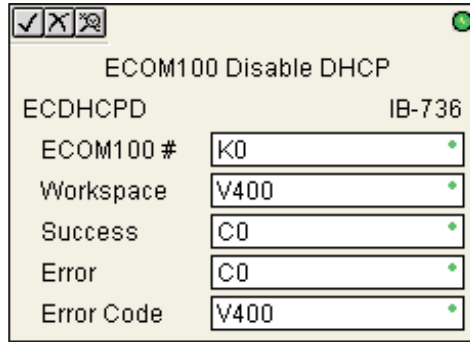 ECOM100 Disable DHCP
ECDHCPD IB-736
ECOM100 # K0
Workspace V400
Success C0
Error C0
Error Code V400